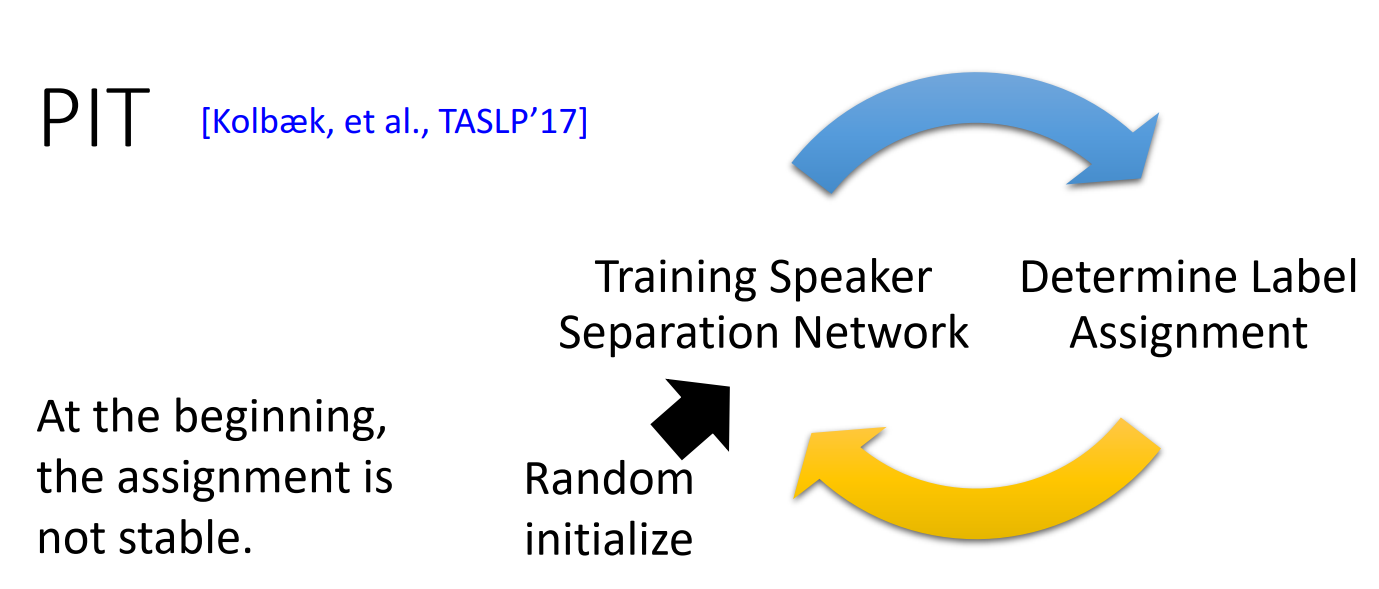 PIT [Kolbæk, et al., TASLP’17]
Training Speaker
Separation Network
Determine Label
Assignment
At the beginning,
the assignment is
not stable.
Random
initialize